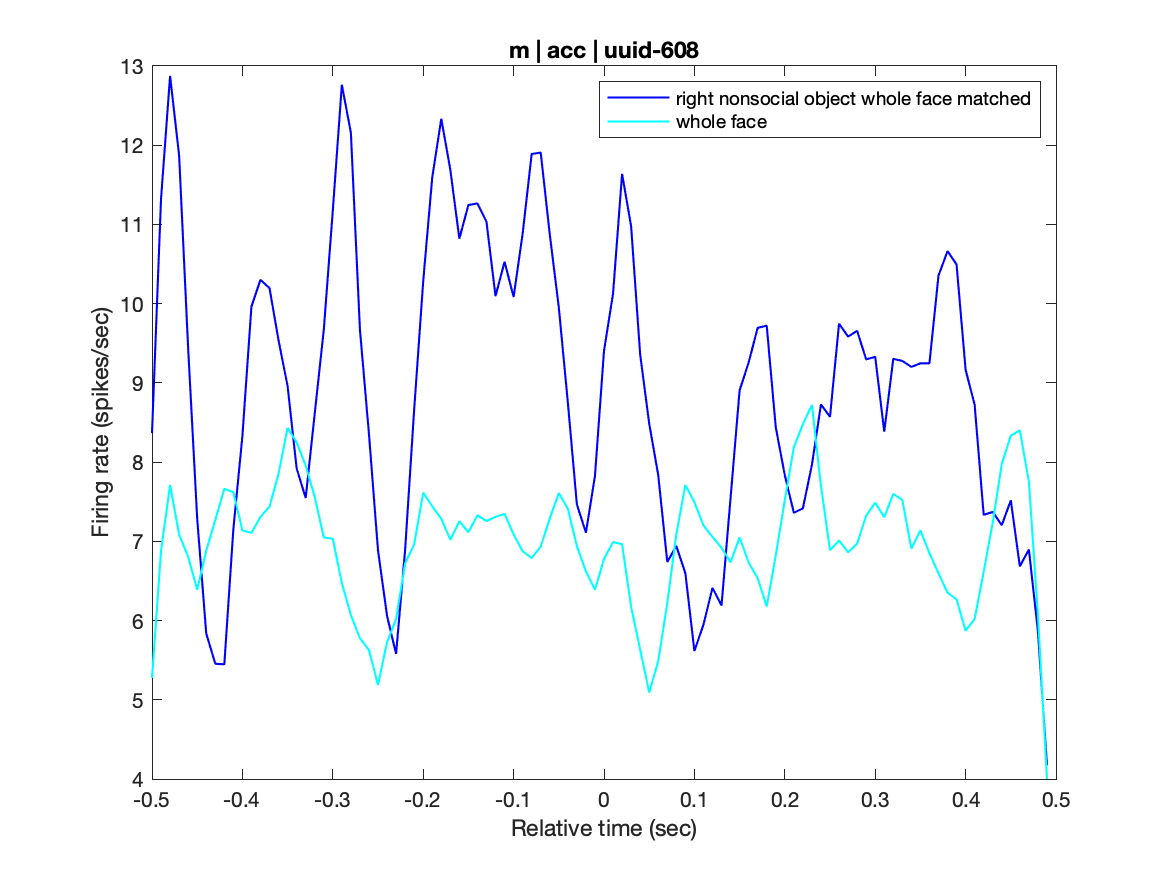 m | acc | uuid-608
right nonsocial object whole face matched
whole face
13
12
11
10
9
8
7
6
5
4
Firing rate (spikes/sec)
-0.5 -0.4 -0.3 -0.2 -0.1 0 0.1 0.2 0.3 0.4 0.5
Relative time (sec)